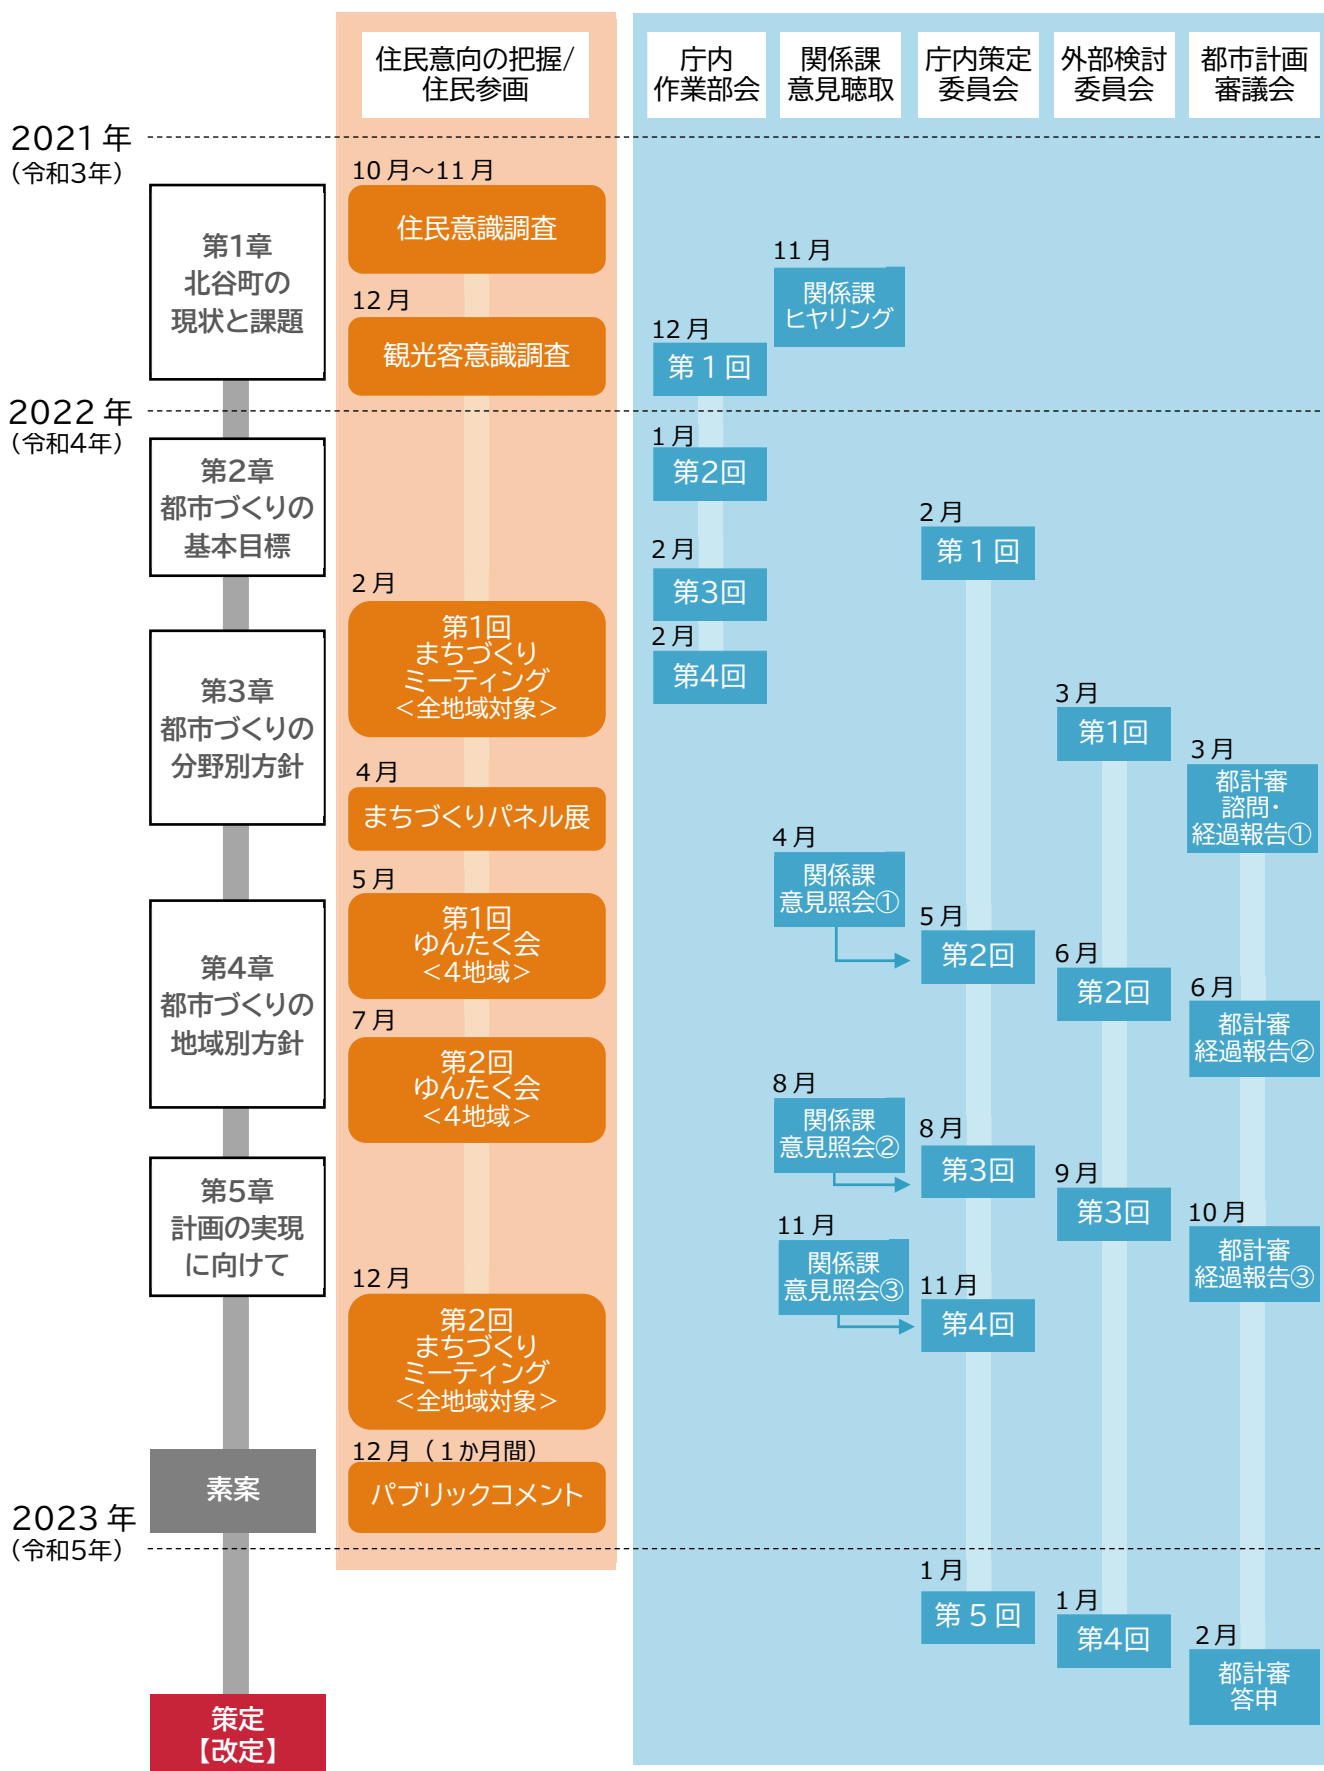 住民意向の把握/
住民参画
庁内
作業部会
関係課
意見聴取
庁内策定
委員会
外部検討
委員会
都市計画
審議会
2021年
（令和3年）
第1章
北谷町の
現状と課題
10月～11月
住民意識調査
12月
観光客意識調査
11月
関係課
ヒヤリング
12月
第1回
2022年
（令和4年）
第2章
都市づくりの
基本目標
1月
第2回
2月
第3回
2月
第4回
2月
第1回
2月
第1回
まちづくり
ミーティング
＜全地域対象＞
第3章
都市づくりの
分野別方針
3月
第1回
3月
都計審
諮問・
経過報告①
4月
まちづくりパネル展
4月
関係課
意見照会①
5月
第1回
ゆんたく会
＜4地域＞
5月
第2回
6月
第2回
6月
都計審
経過報告②
第4章
都市づくりの
地域別方針
7月
第2回
ゆんたく会
＜4地域＞
8月
関係課
意見照会②
8月
第3回
9月
第3回
10月
都計審
経過報告③
第5章
計画の実現
に向けて
11月
関係課
意見照会③
11月
第4回
12月
第2回
まちづくり
ミーティング
＜全地域対象＞
12月（1か月間）
パブリックコメント
素案
2023年
（令和5年）
1月
第5回
1月
第4回
2月
都計審
答申
策定
【改定】